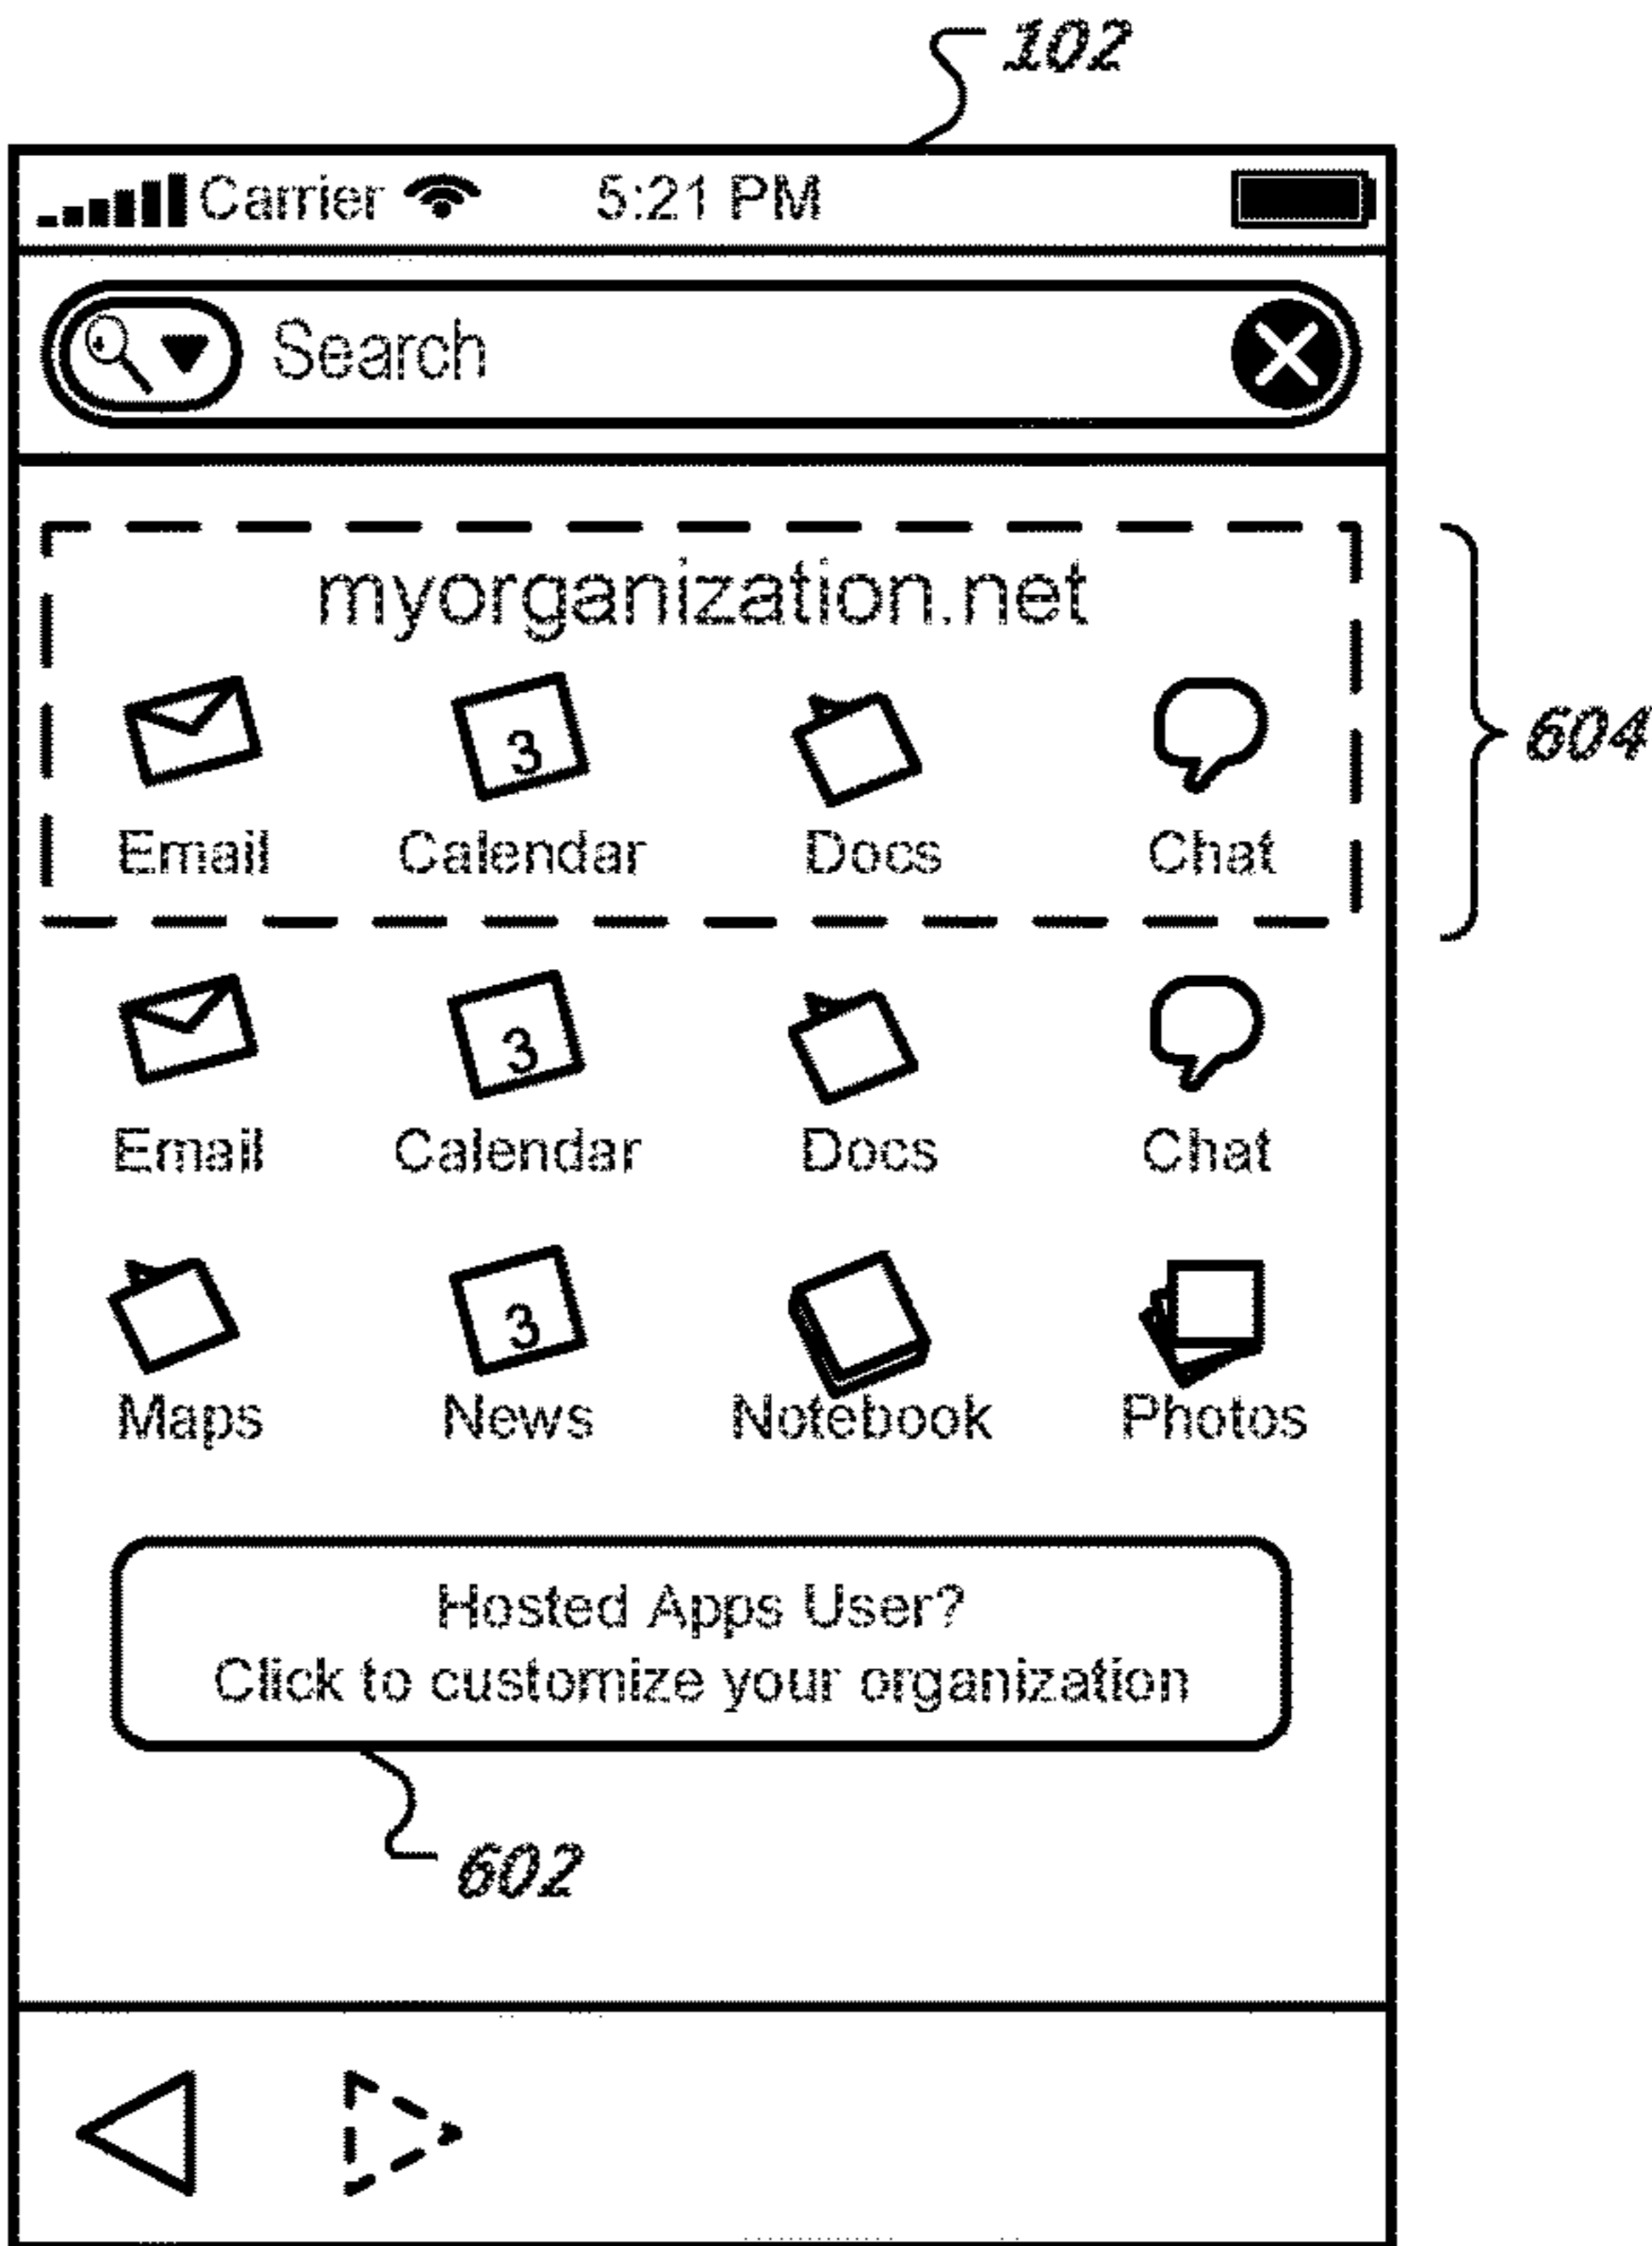 102
Carrier 5:21 PM
Search
myorganization.net
3
Email Calendar Docs Chat
604
3
Email Calendar Docs Chat
3
Maps News Notebook Photos
Hosted Apps User?
Click to customize your organization
602